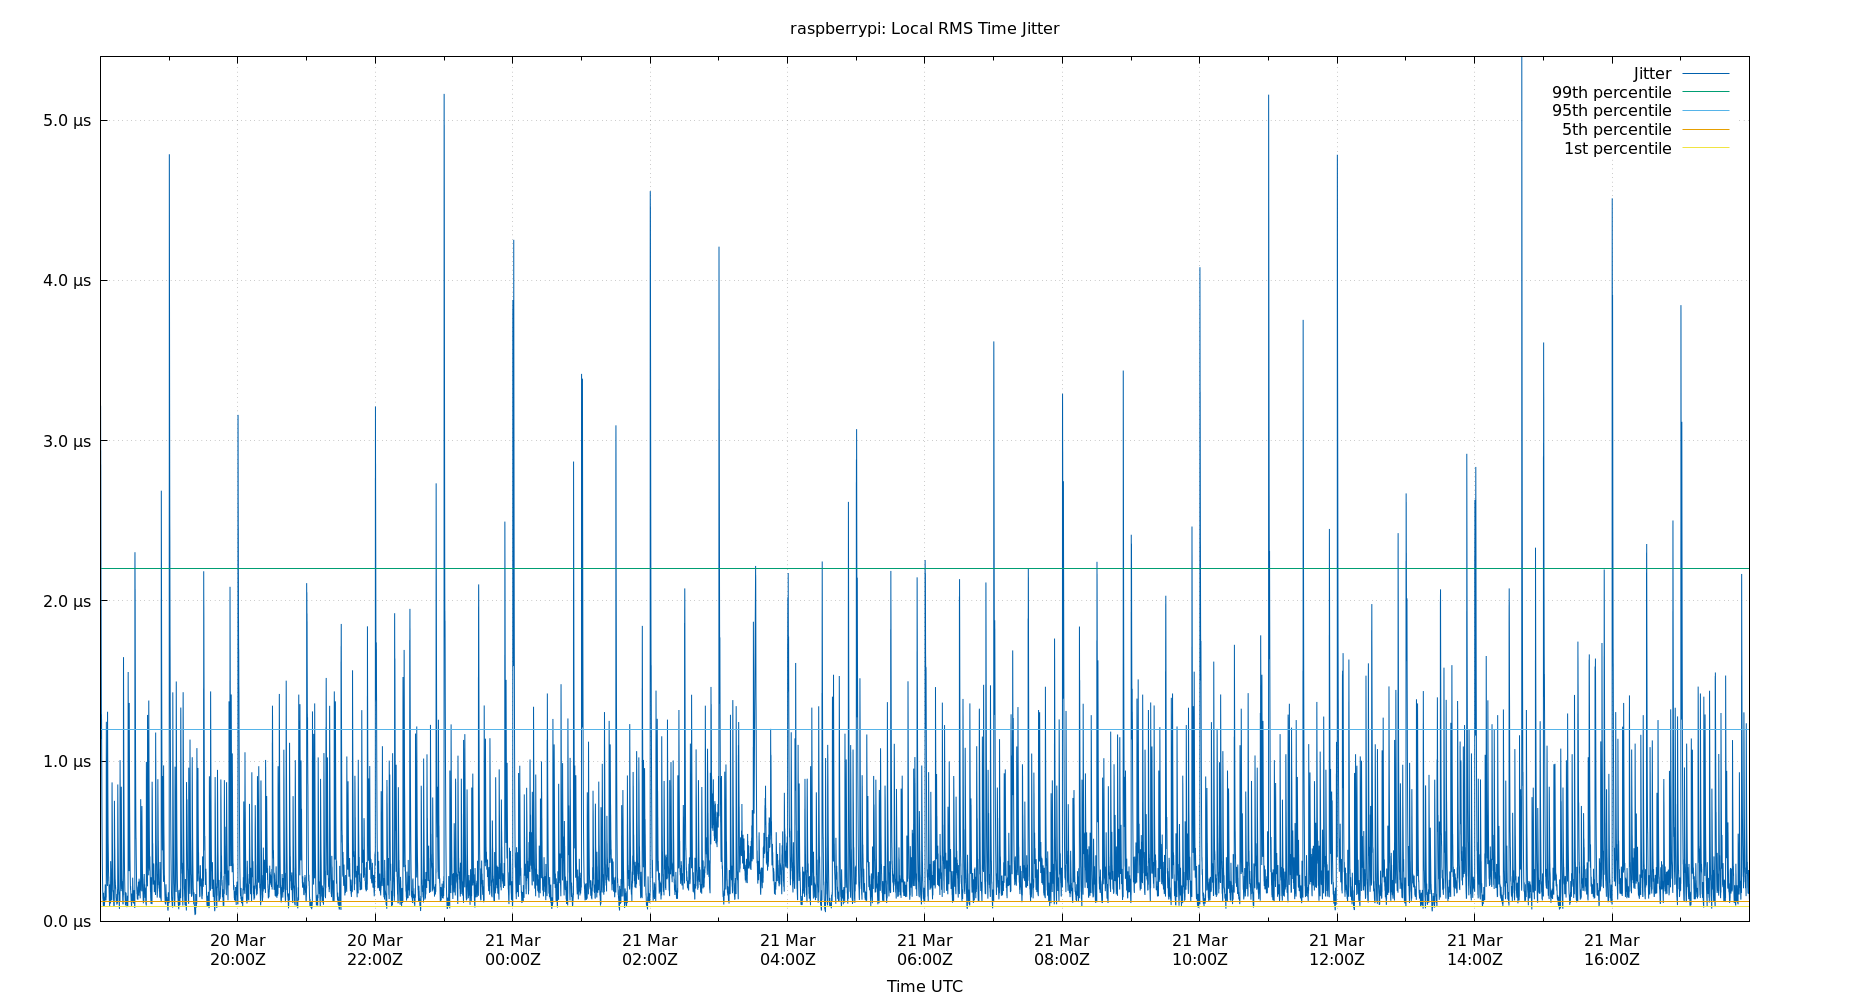 raspberrypi: Local RMS Time Jitter
Jitter
99th percentile
95th percentile
5th percentile
1st percentile
5.0 µs
4.0 µs
3.0 µs
2.0 µs
1.0 µs
0.0 µs
20 Mar 20 Mar 21 Mar 21 Mar 21 Mar 21 Mar 21 Mar 21 Mar 21 Mar 21 Mar 21 Mar
20:00Z 22:00Z 00:00Z 02:00Z 04:00Z 06:00Z 08:00Z 10:00Z 12:00Z 14:00Z 16:00Z
Time UTC